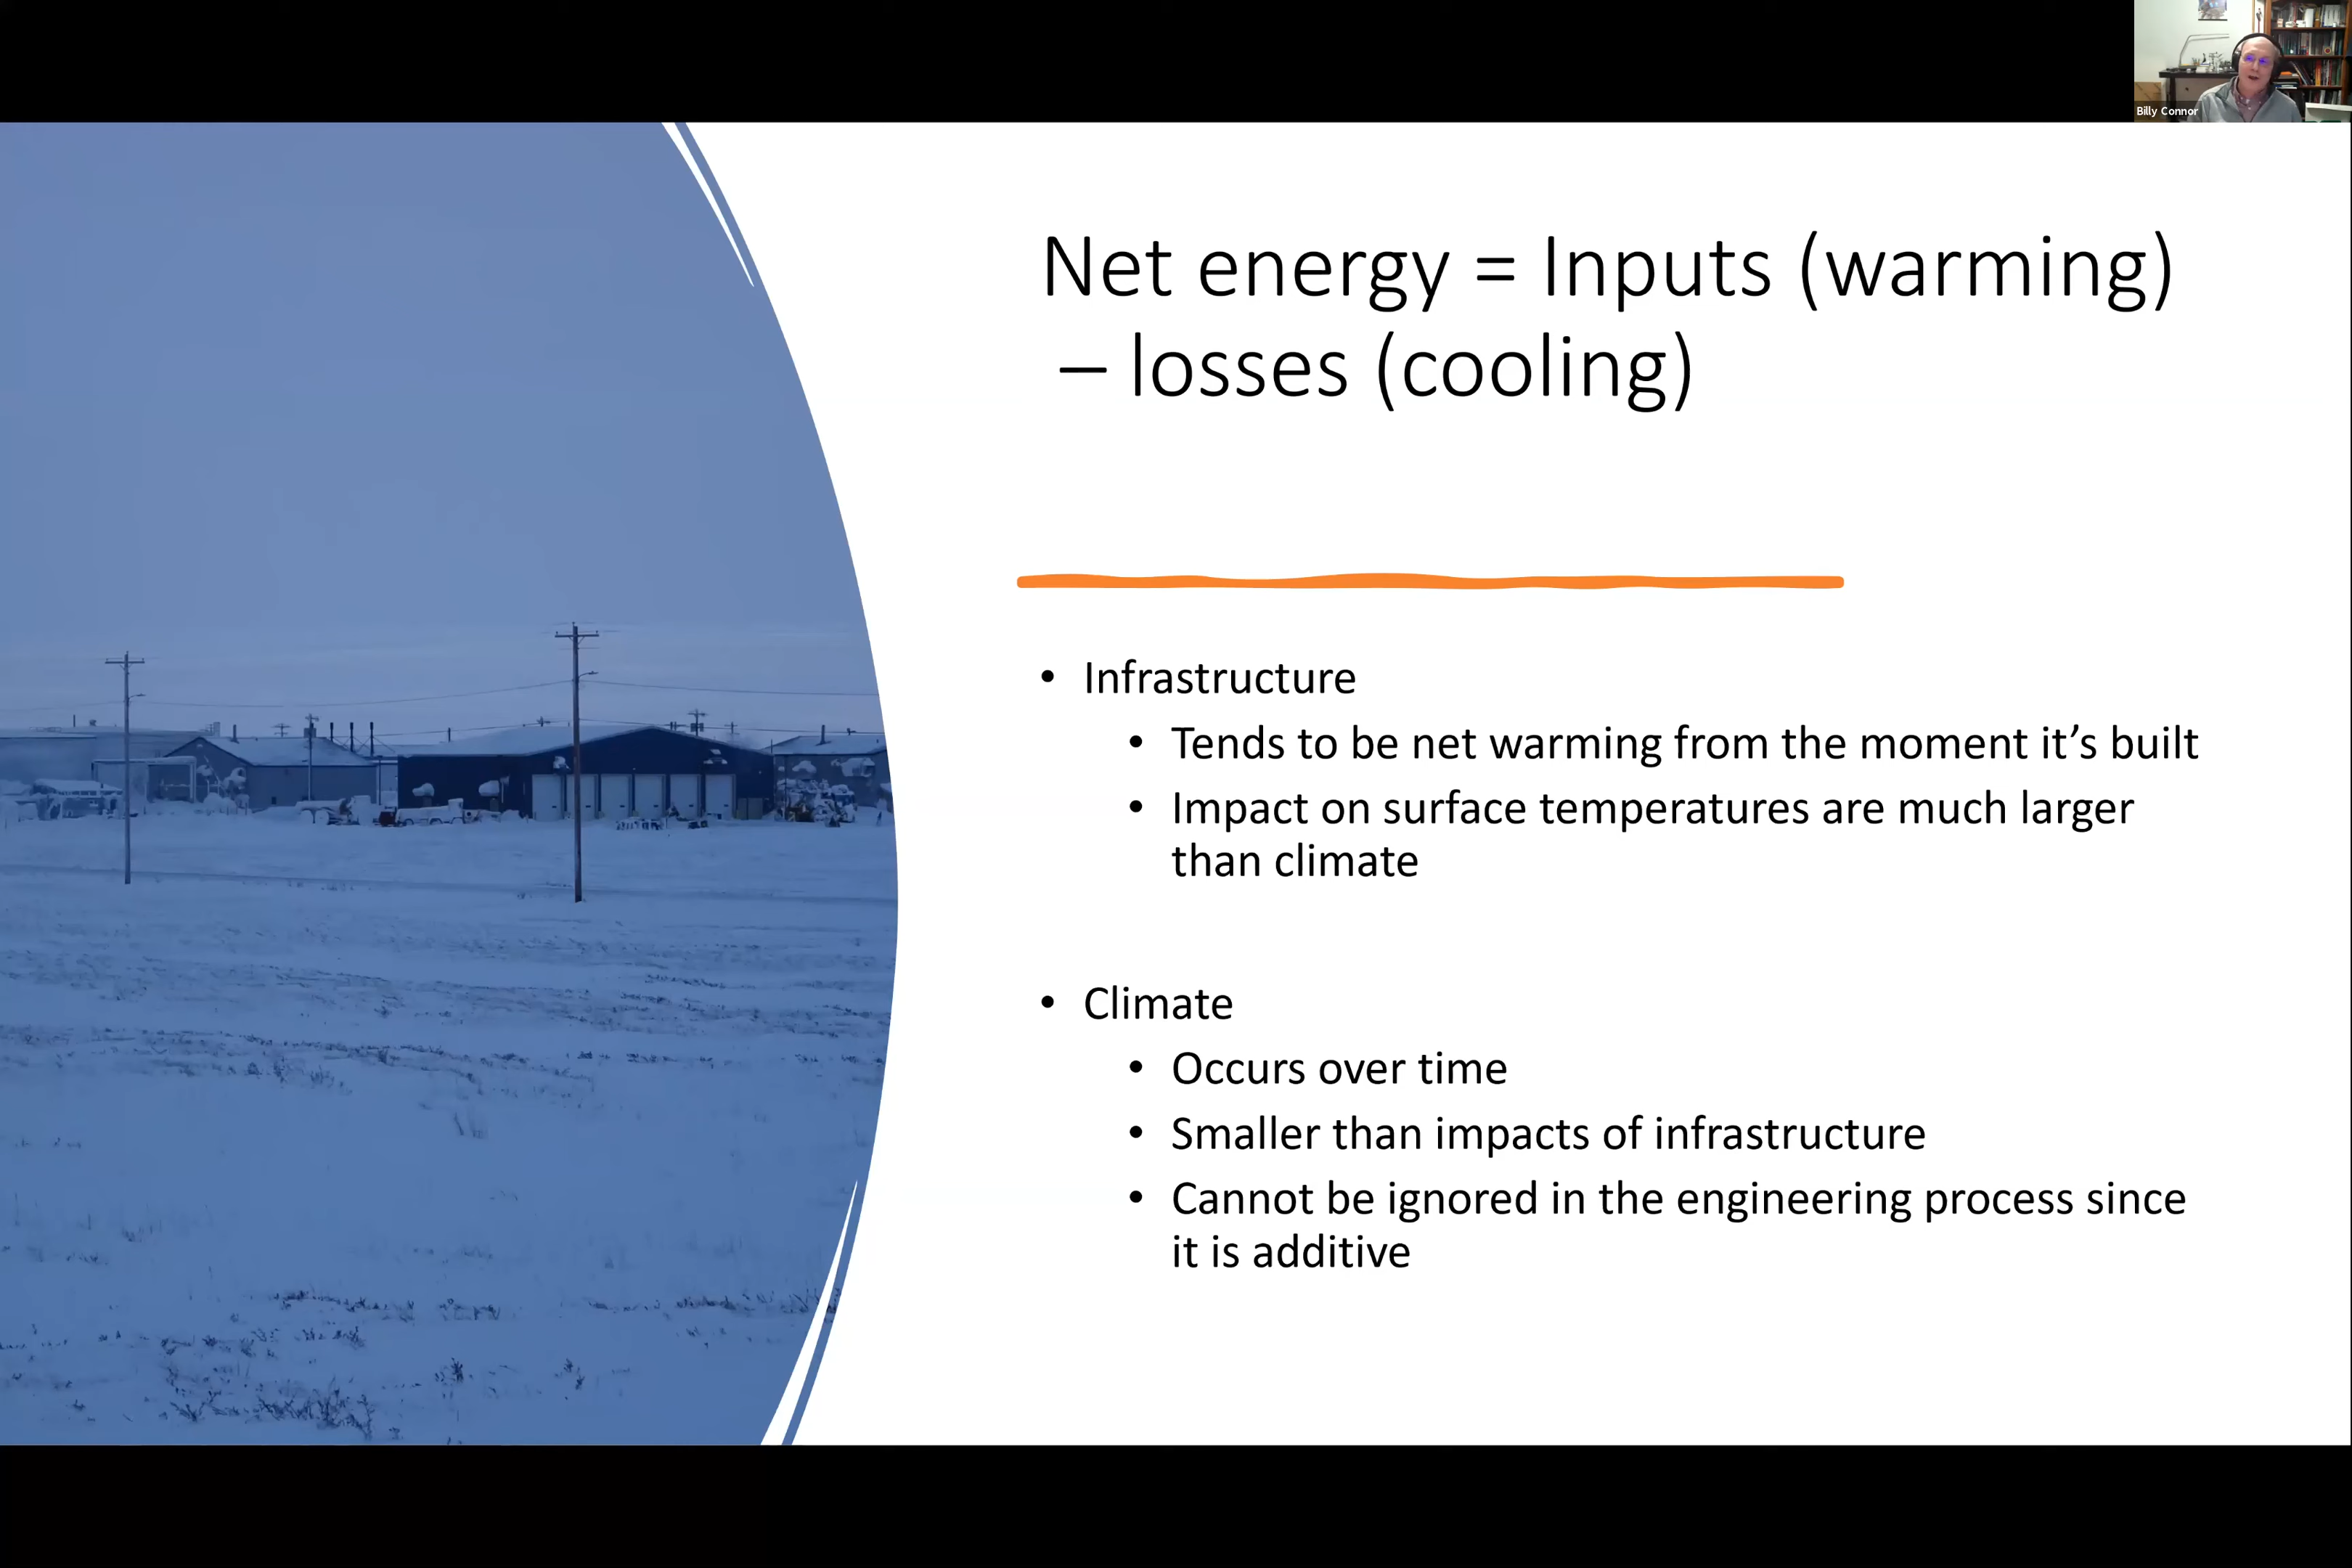 Billy Connor
Net energy = Inputs (warming)
– losses (cooling)
• Infrastructure
• Tends to be net warming from the moment it’s built
• Impact on surface temperatures are much larger
than climate
• Climate
• Occurs over time
• Smaller than impacts of infrastructure
• Cannot be ignored in the engineering process since
it is additive